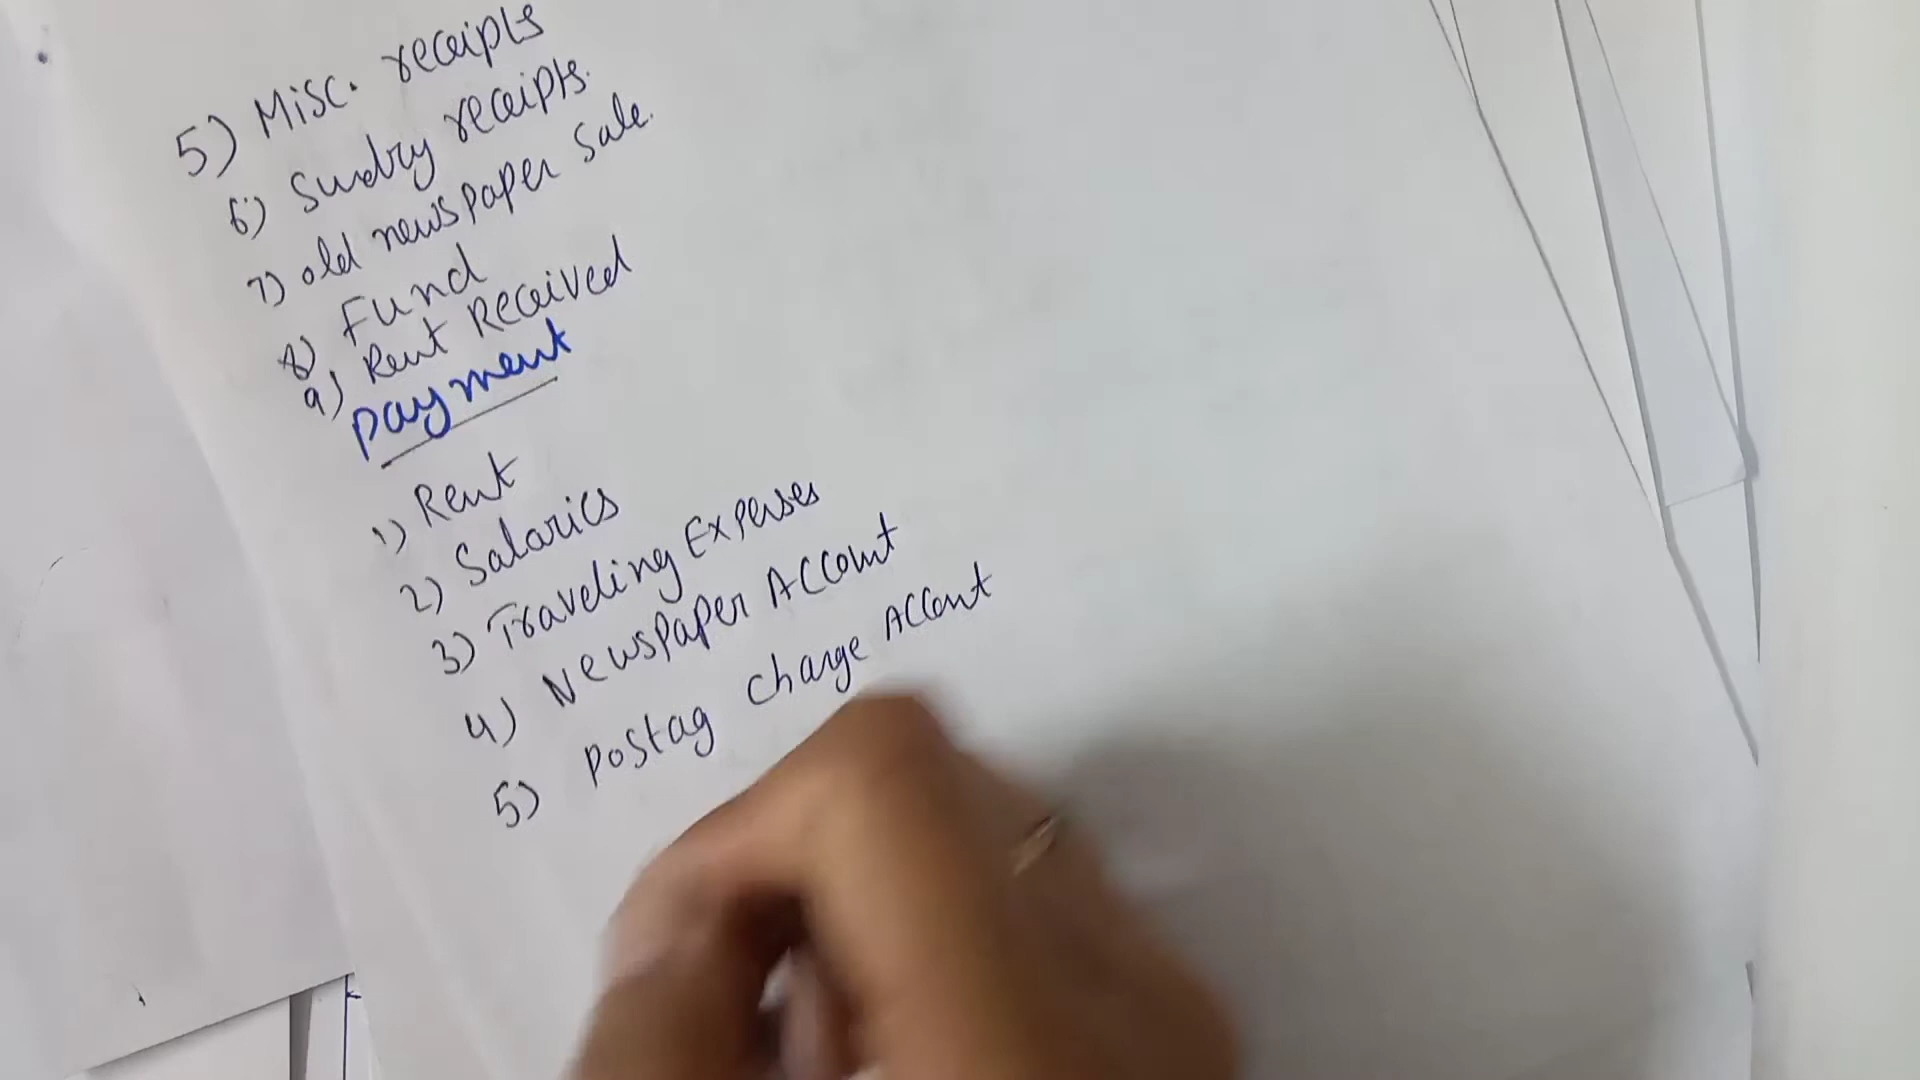 5) Misc. receipts
6) Sundry receipts.
7) old newspaper sale.
8) Fund
9) Rent Received
Payment
1) Rent
2) Salaries
3) Traveling Expenses
4) Newspaper Account
5) Postag charge Account